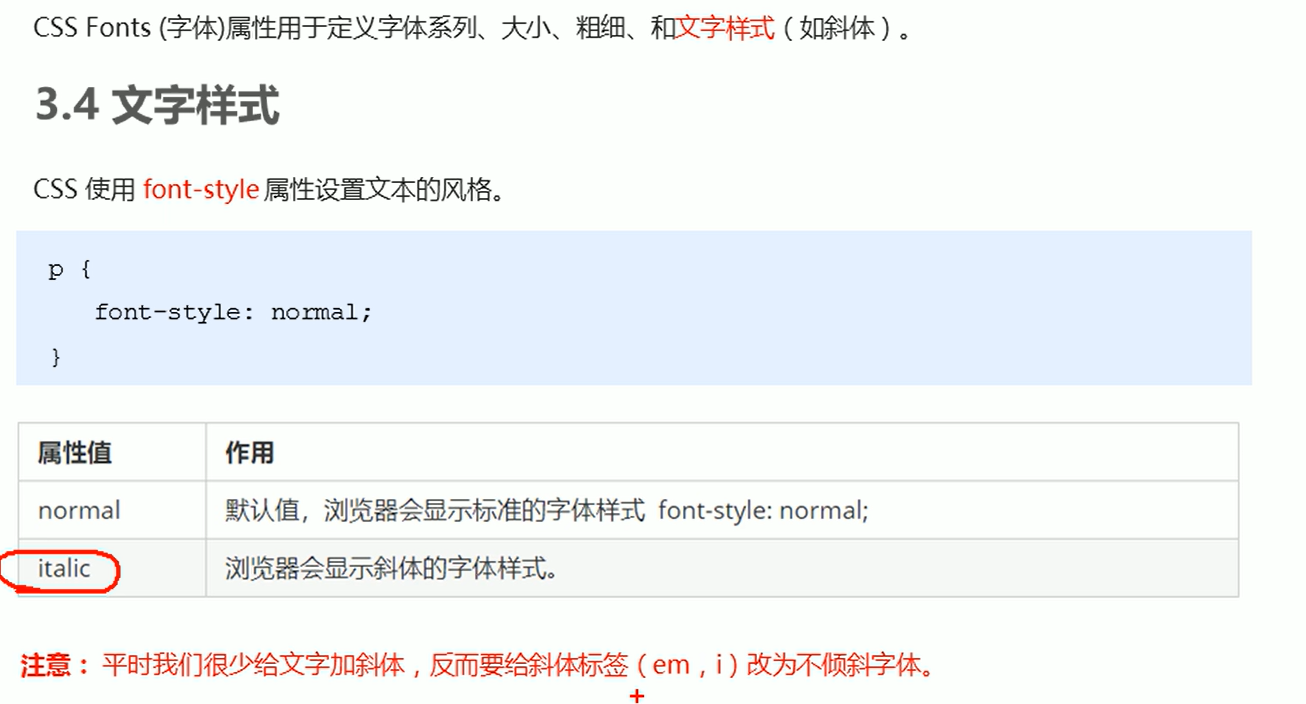 CSS Fonts (字体)属性用于定义字体系列、大小、粗细、和文字样式（如斜体）。
3.4 文字样式
CSS 使用 font-style 属性设置文本的风格。
p {
font-style: normal;
}
属性值 作用
normal 默认值，浏览器会显示标准的字体样式 font-style: normal;
italic 浏览器会显示斜体的字体样式。
注意：平时我们很少给文字加斜体，反而要给斜体标签（em，i）改为不倾斜字体。